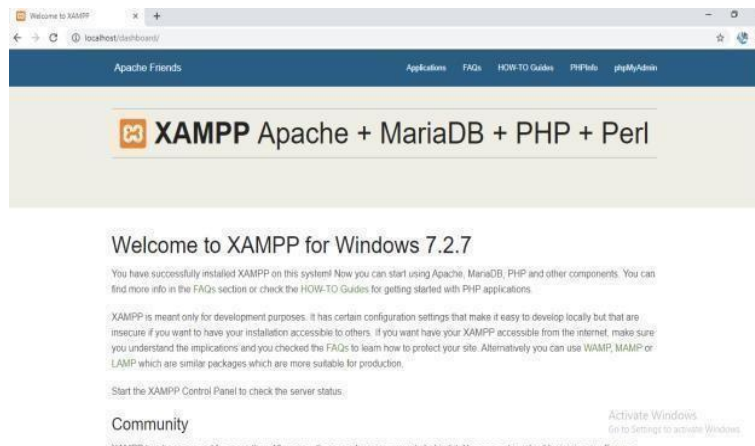 Welcome to XAMPP
localhost/dashboard/
Apache Friends
Applications FAQs HOW-TO Guides PHPInfo phpMyAdmin
XAMPP Apache + MariaDB + PHP + Perl
Welcome to XAMPP for Windows 7.2.7
You have successfully installed XAMPP on this system! Now you can start using Apache, MariaDB, PHP and other components. You can
find more info in the FAQs section or check the HOW-TO Guides for getting started with PHP applications.
XAMPP is meant only for development purposes. It has certain configuration settings that make it easy to develop locally but that are
insecure if you want to have your installation accessible to others. If you want have your XAMPP accessible from the internet, make sure
you understand the implications and you checked the FAQs to learn how to protect your site. Alternatively you can use WAMP, MAMP or
LAMP which are similar packages which are more suitable for production.
Start the XAMPP Control Panel to check the server status.
Activate Windows
Go to Settings to activate Windows.
Community